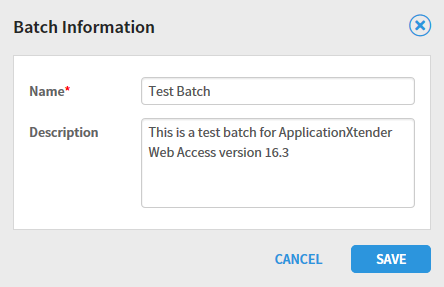 Batch Information
Name*
Test Batch
Description
This is a test batch for ApplicationXtender
Web Access version 16.3
CANCEL
SAVE